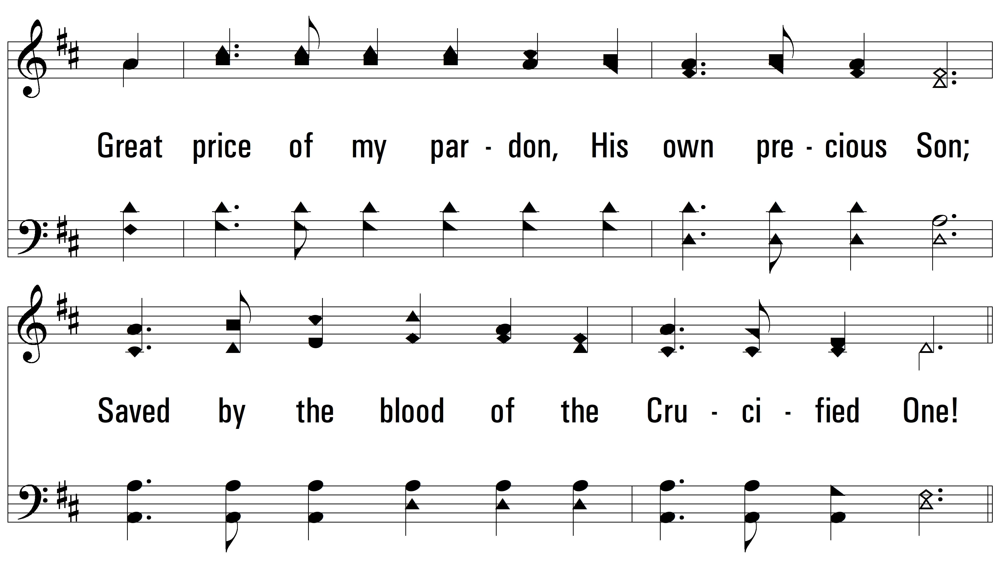 Great price of my par - don, His own pre - cious Son;
Saved by the blood of the Cru - ci - fied One!